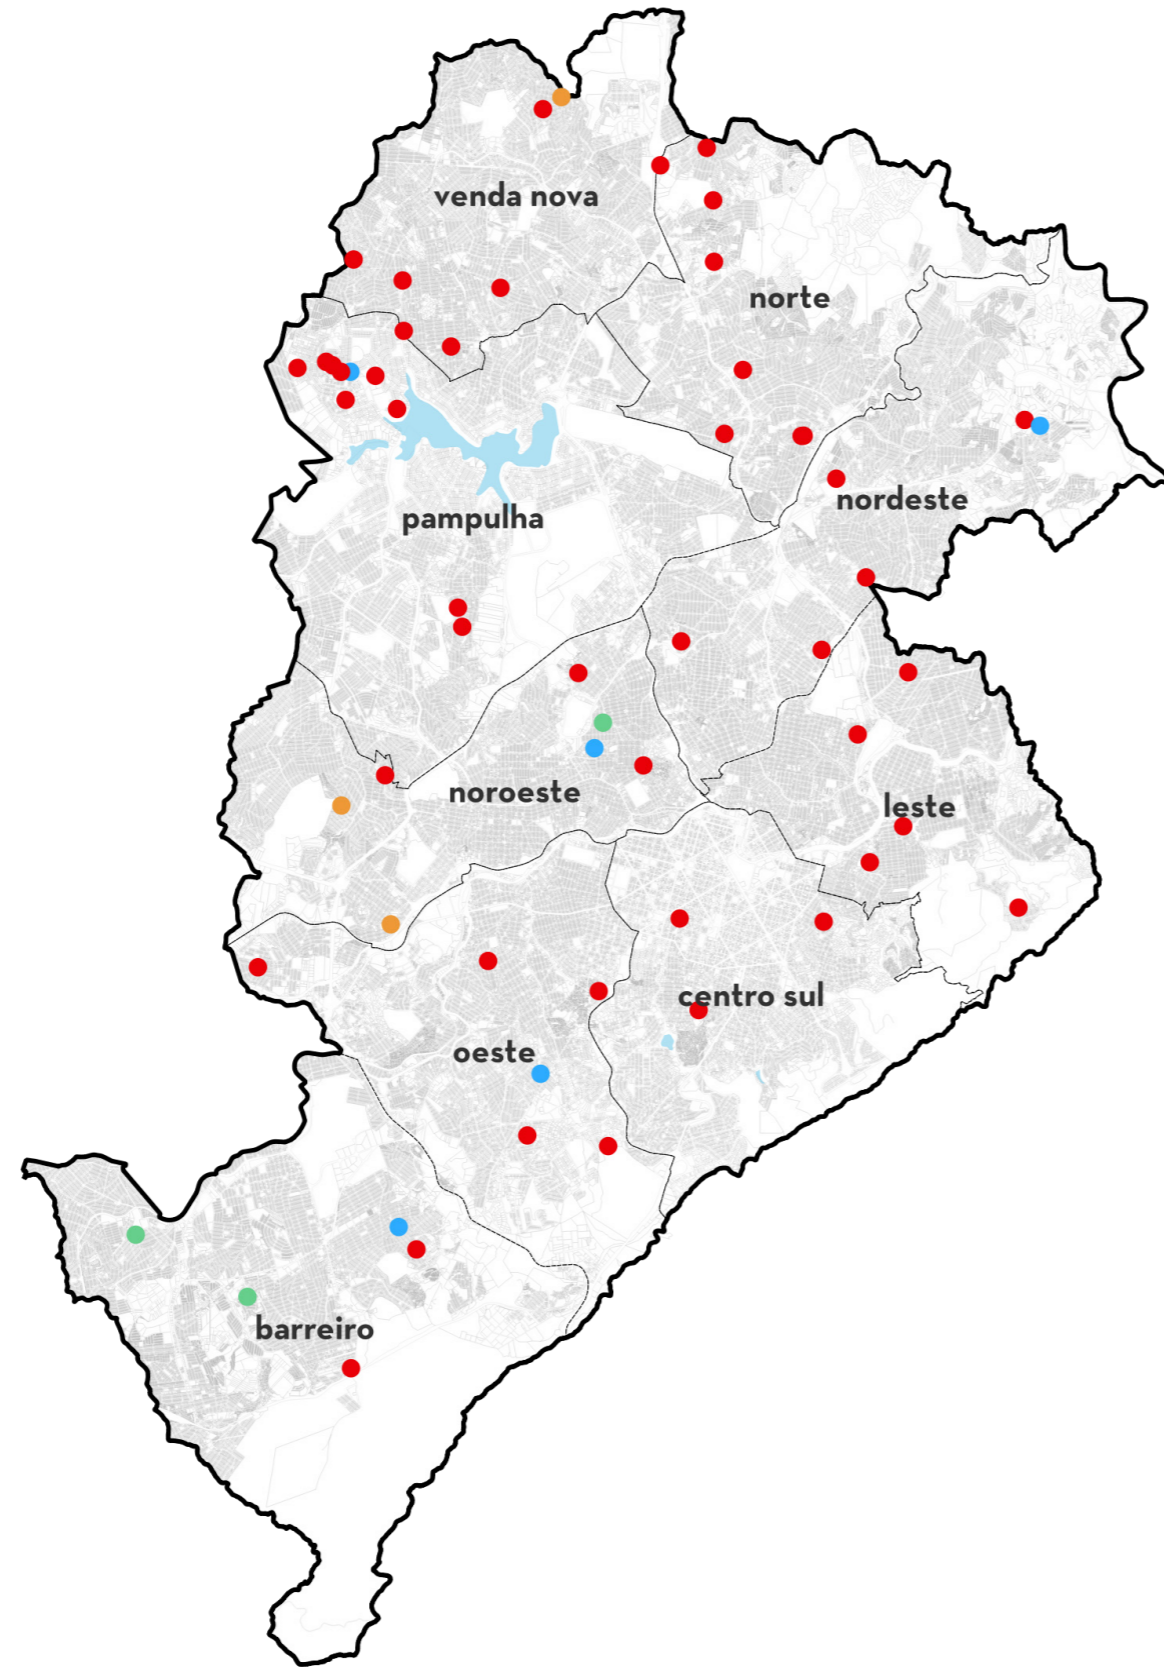 venda nova
norte
nordeste
pampulha
noroeste
leste
centro sul
oeste
barreiro